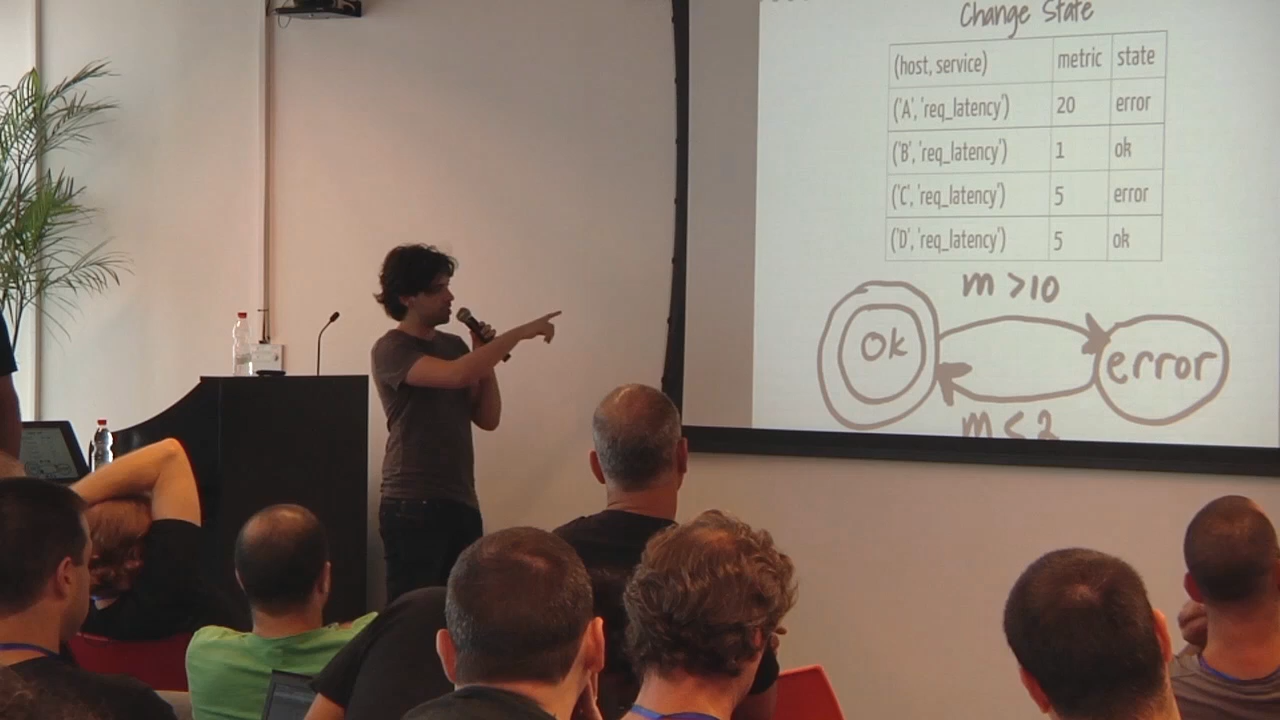 Change State
(host, service) metric state
('A', 'req_latency') 20 error
('B', 'req_latency') 1 ok
('C', 'req_latency') 5 error
('D', 'req_latency') 5 ok
m >10
Ok
error
m < 2